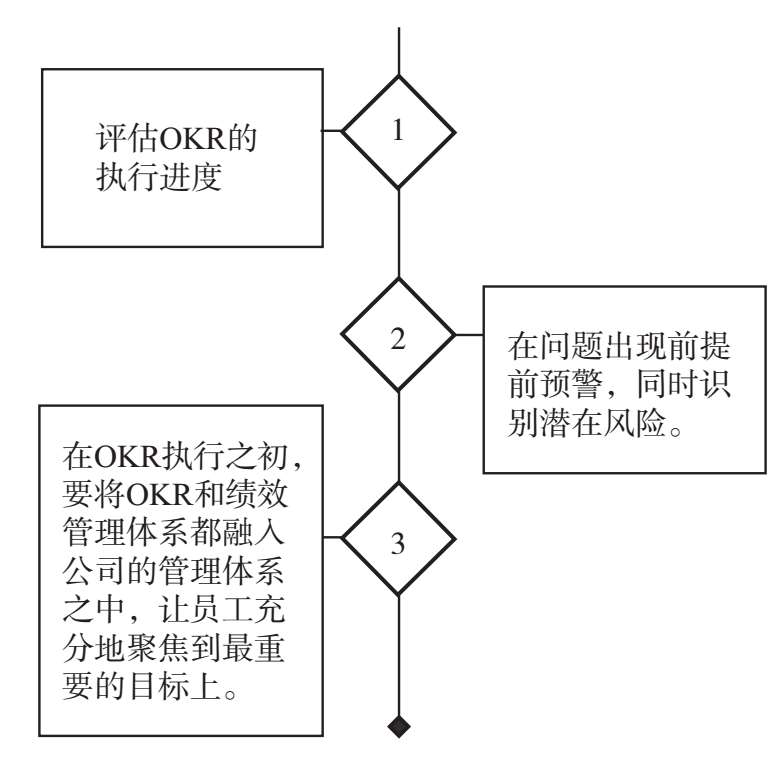 1
评估OKR的
执行进度
2
在问题出现前提
前预警，同时识
别潜在风险。
3
在OKR执行之初，
要将OKR和绩效
管理体系都融入
公司的管理体系
之中，让员工充
分地聚焦到最重
要的目标上。